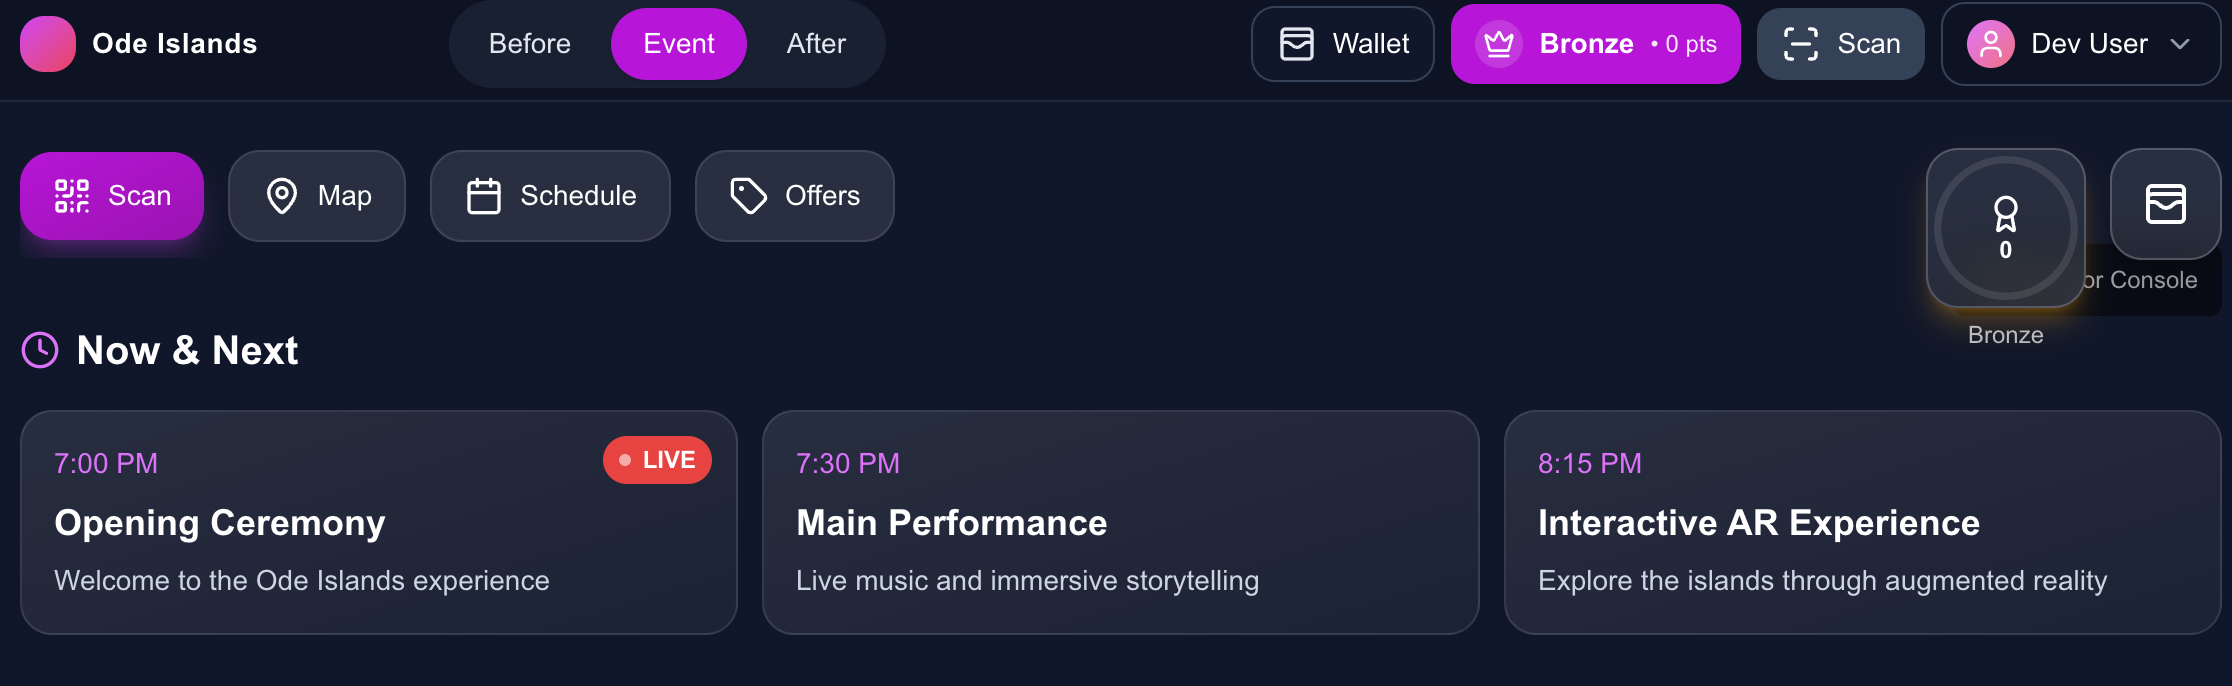 Ode Islands
Before Event After
Wallet
Bronze • 0 pts
Scan
Dev User
Scan
Map
Schedule
Offers
0
or Console
Bronze
Now & Next
7:00 PM
LIVE
Opening Ceremony
Welcome to the Ode Islands experience
7:30 PM
Main Performance
Live music and immersive storytelling
8:15 PM
Interactive AR Experience
Explore the islands through augmented reality